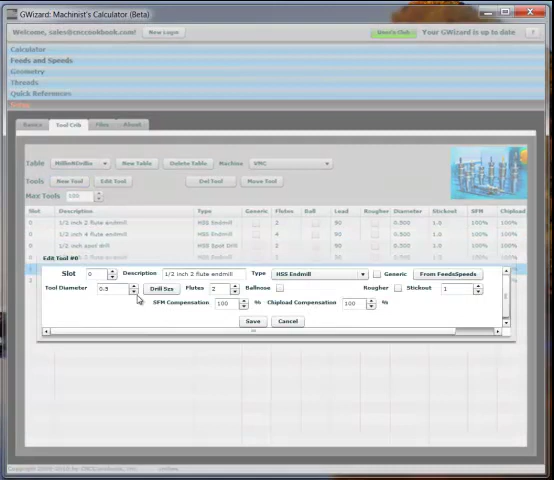 GWizard: Machinist's Calculator (Beta)
Welcome, sales@cnccookbook.com! New Login Your GWizard is up to date ?
Calculator
Feeds and Speeds
Geometry
Threads
Quick References
Basics Tool Crib Files About
Table New Table Delete Table Machine VMC
Tools New Tool Edit Tool Del Tool Move Tool
Max Tools 100
Slot Description Type Generic Flutes Ball Lead Rougher Diameter Stickout SFM Chipload
0 1/2 inch 2 flute endmill HSS Endmill 2 90 0.500 1.0 100% 100%
0 1/2 inch 4 flute endmill HSS Endmill 4 90 0.500 1.0 100% 100%
0 1/2 inch spot drill HSS Spot Drill 2 90 0.500 1.0 100% 100%
Edit Tool #0
Slot 0 Description 1/2 inch 2 flute endmill Type HSS Endmill Generic From FeedsSpeeds
Tool Diameter 0.5 Drill Szs Flutes 2 Ballnose Rougher Stickout 1
SFM Compensation 100 % Chipload Compensation 100 %
Save Cancel